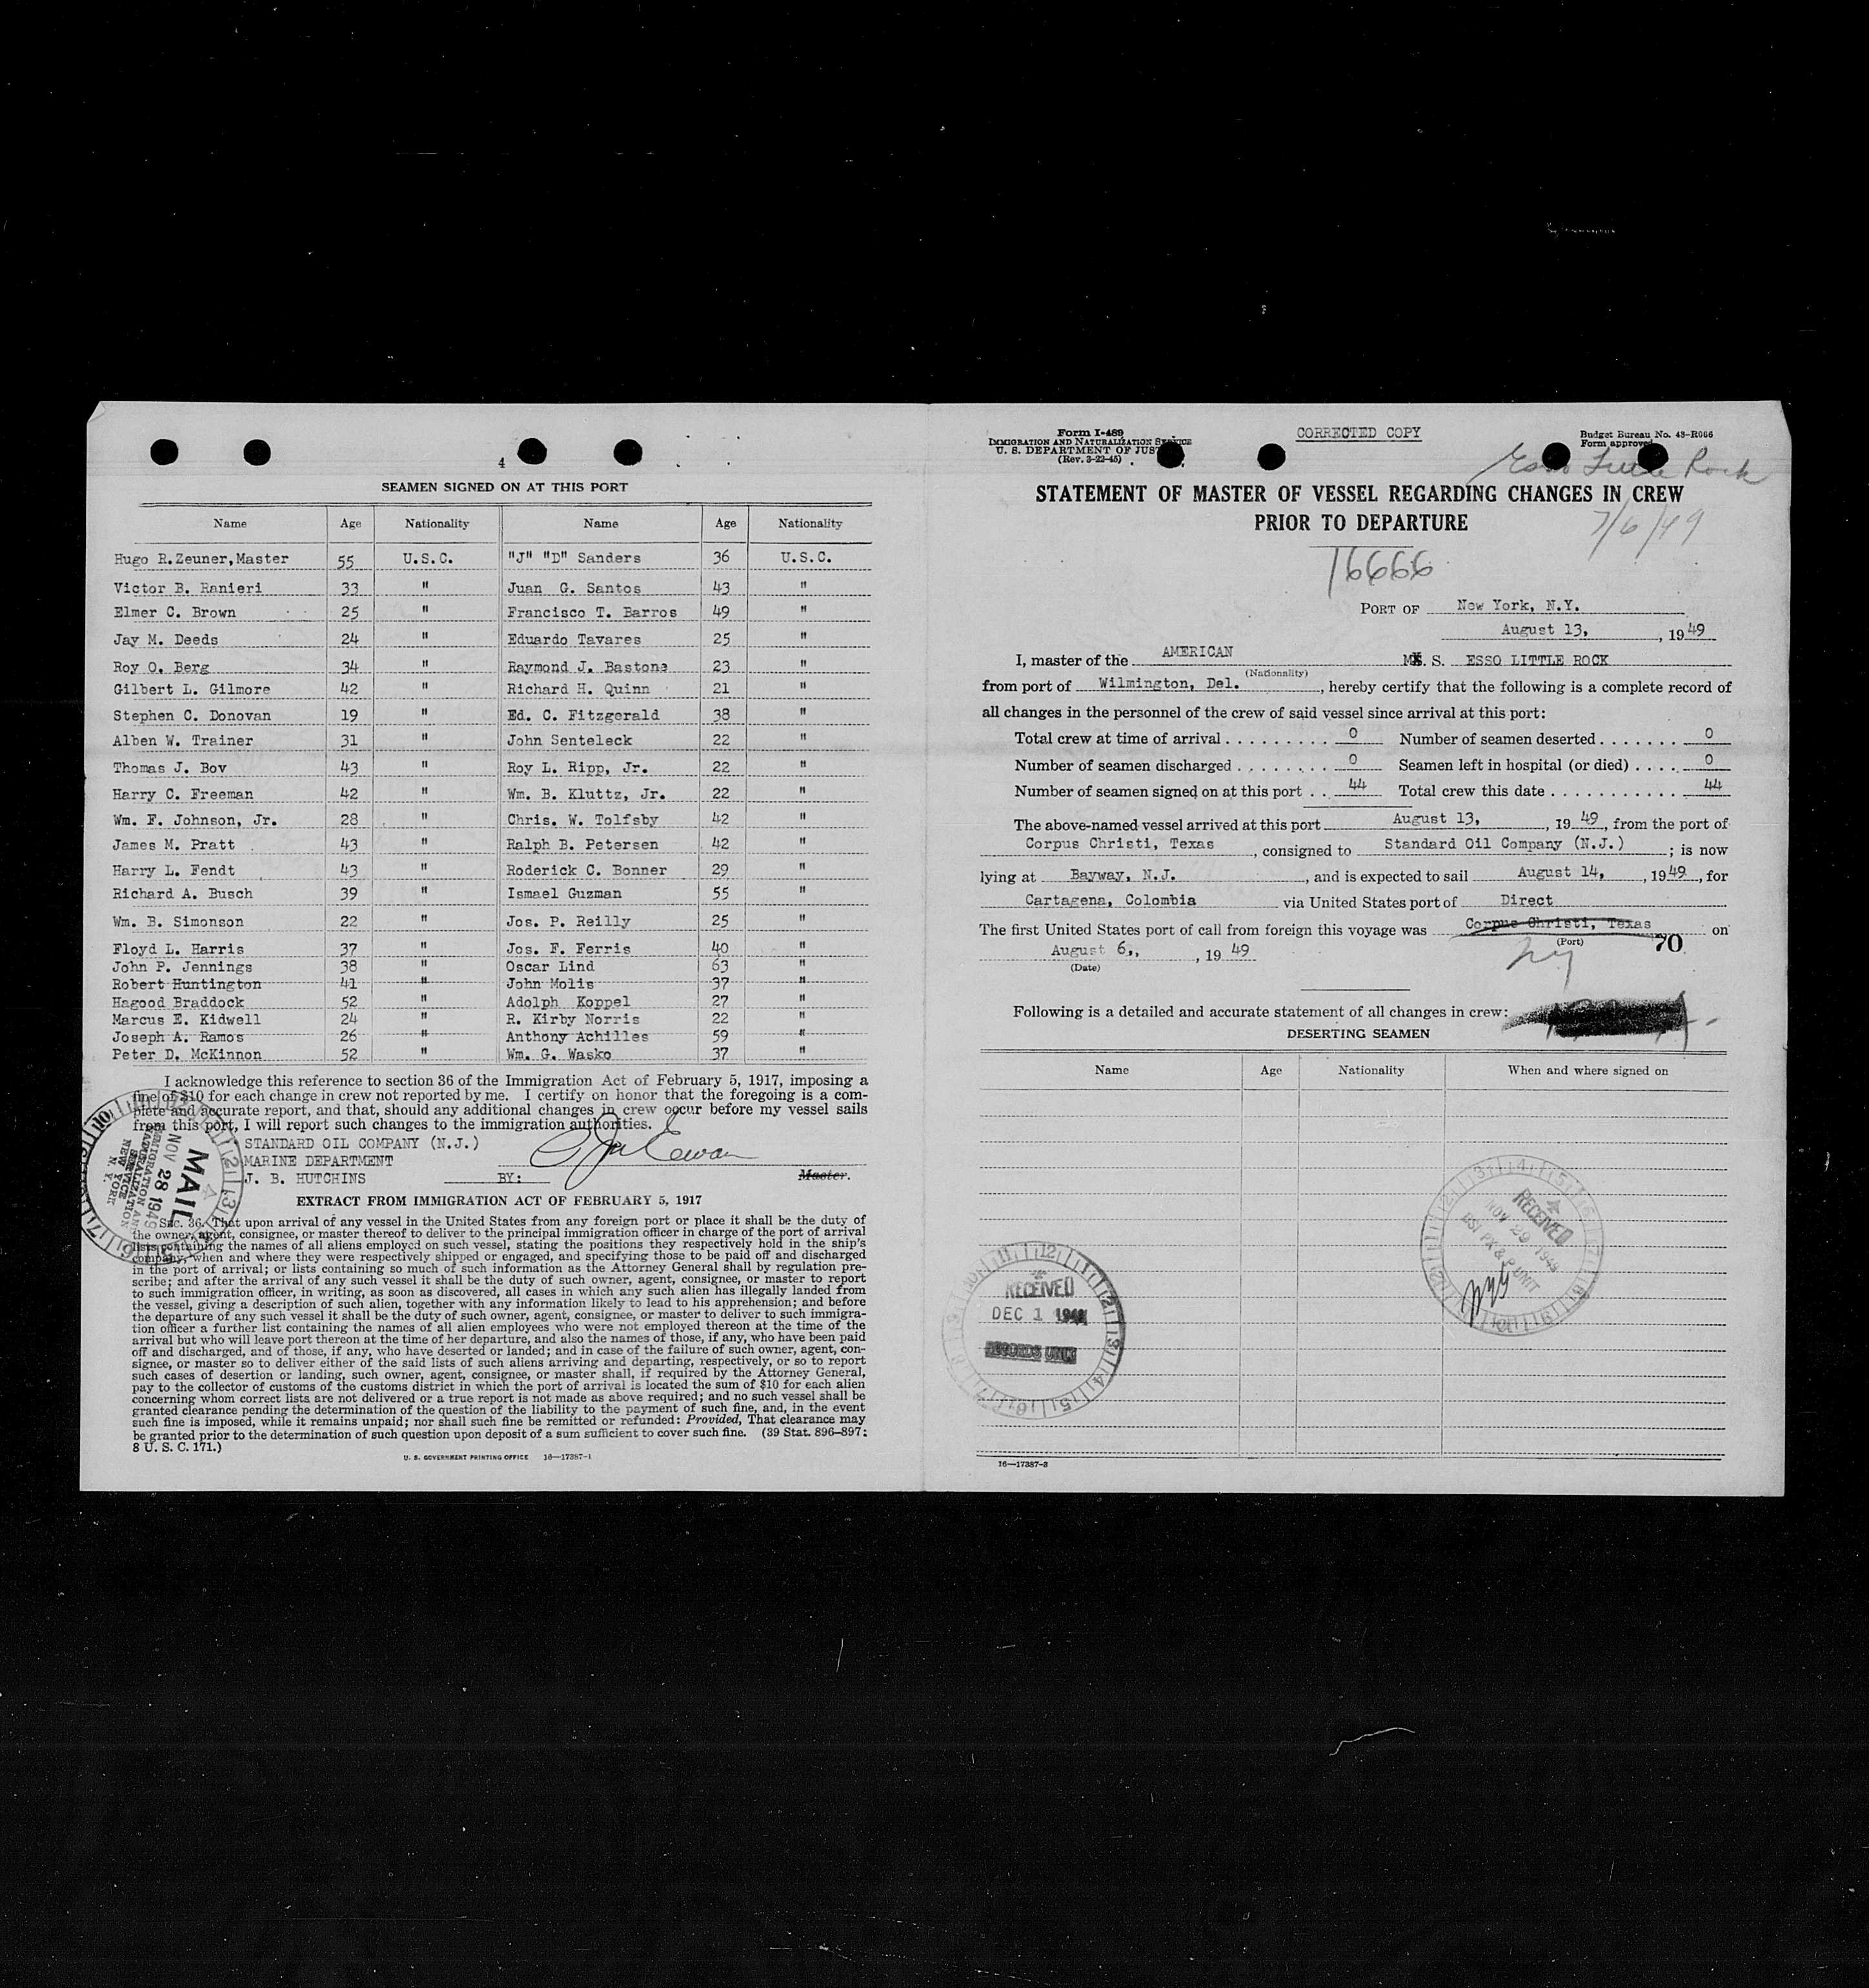 4
SEAMEN SIGNED ON AT THIS PORT
Name Age Nationality Name Age Nationality
Hugo R.Zeuner,Master 55 U.S.C. "J" "D" Sanders 36 U.S.C.
Victor B. Ranieri 33 " Juan G. Santos 43 "
Elmer C. Brown 25 " Francisco T. Barros 49 "
Jay M. Deeds 24 " Eduardo Tavares 25 "
Roy O. Berg 34 " Raymond J. Bastone 23 "
Gilbert L. Gilmore 42 " Richard H. Quinn 21 "
Stephen C. Donovan 19 " Ed. C. Fitzgerald 38 "
Alben W. Trainer 31 " John Senteleck 22 "
Thomas J. Bov 43 " Roy L. Ripp, Jr. 22 "
Harry C. Freeman 42 " Wm. B. Kluttz, Jr. 22 "
Wm. F. Johnson, Jr. 28 " Chris. W. Tolfsby 42 "
James M. Pratt 43 " Ralph B. Petersen 42 "
Harry L. Fendt 43 " Roderick C. Bonner 29 "
Richard A. Busch 39 " Ismael Guzman 55 "
Wm. B. Simonson 22 " Jos. P. Reilly 25 "
Floyd L. Harris 37 " Jos. F. Ferris 40 "
John P. Jennings 38 " Oscar Lind 63 "
Robert Huntington 41 " John Molis 37 "
Hagood Braddock 52 " Adolph Koppel 27 "
Marcus E. Kidwell 24 " R. Kirby Norris 22 "
Joseph A. Ramos 26 " Anthony Achilles 59 "
Peter D. McKinnon 52 " Wm. G. Wasko 37 "
I acknowledge this reference to section 36 of the Immigration Act of February 5, 1917, imposing a
fine of $10 for each change in crew not reported by me. I certify on honor that the foregoing is a com-
plete and accurate report, and that, should any additional changes in crew occur before my vessel sails
from this port, I will report such changes to the immigration authorities.
STANDARD OIL COMPANY (N.J.)
MARINE DEPARTMENT
J. B. HUTCHINS BY: Master.
MAIL
NOV 28 1949
IMMIGRATION AND
NATURALIZATION
SERVICE
NEW YORK
N. Y.
EXTRACT FROM IMMIGRATION ACT OF FEBRUARY 5, 1917
SEC. 36. That upon arrival of any vessel in the United States from any foreign port or place it shall be the duty of
the owner, agent, consignee, or master thereof to deliver to the principal immigration officer in charge of the port of arrival
lists containing the names of all aliens employed on such vessel, stating the positions they respectively hold in the ship's
company, when and where they were respectively shipped or engaged, and specifying those to be paid off and discharged
in the port of arrival; or lists containing so much of such information as the Attorney General shall by regulation pre-
scribe; and after the arrival of any such vessel it shall be the duty of such owner, agent, consignee, or master to report
to such immigration officer, in writing, as soon as discovered, all cases in which any such alien has illegally landed from
the vessel, giving a description of such alien, together with any information likely to lead to his apprehension; and before
the departure of any such vessel it shall be the duty of such owner, agent, consignee, or master to deliver to such immigra-
tion officer a further list containing the names of all alien employees who were not employed thereon at the time of the
arrival but who will leave port thereon at the time of her departure, and also the names of those, if any, who have been paid
off and discharged, and of those, if any, who have deserted or landed; and in case of the failure of such owner, agent, con-
signee, or master so to deliver either of the said lists of such aliens arriving and departing, respectively, or so to report
such cases of desertion or landing, such owner, agent, consignee, or master shall, if required by the Attorney General,
pay to the collector of customs of the customs district in which the port of arrival is located the sum of $10 for each alien
concerning whom correct lists are not delivered or a true report is not made as above required; and no such vessel shall be
granted clearance pending the determination of the question of the liability to the payment of such fine, and, in the event
such fine is imposed, while it remains unpaid; nor shall such fine be remitted or refunded: Provided, That clearance may
be granted prior to the determination of such question upon deposit of a sum sufficient to cover such fine. (39 Stat. 896-897;
8 U. S. C. 171.)
U. S. GOVERNMENT PRINTING OFFICE 16—17387-1
Form I-489
IMMIGRATION AND NATURALIZATION SERVICE
U. S. DEPARTMENT OF JUS
(Rev. 3-22-45)
CORRECTED COPY
Budget Bureau No. 43-R066
Form approved
Esso Little Rock
STATEMENT OF MASTER OF VESSEL REGARDING CHANGES IN CREW
PRIOR TO DEPARTURE
7/6/49
16666
PORT OF New York, N.Y.
August 13, , 19 49
I, master of the AMERICAN M. S. ESSO LITTLE ROCK
(Nationality)
from port of Wilmington, Del. , hereby certify that the following is a complete record of
all changes in the personnel of the crew of said vessel since arrival at this port:
Total crew at time of arrival . . . . . . . . . . 0 Number of seamen deserted . . . . . . . 0
Number of seamen discharged . . . . . . . . 0 Seamen left in hospital (or died) . . . . . 0
Number of seamen signed on at this port . . 44 Total crew this date . . . . . . . . . . . . 44
The above-named vessel arrived at this port August 13, , 19 49, from the port of
Corpus Christi, Texas , consigned to Standard Oil Company (N.J.) ; is now
lying at Bayway, N.J. , and is expected to sail August 14, , 19 49, for
Cartagena, Colombia via United States port of Direct
The first United States port of call from foreign this voyage was Corpus Christi, Texas on
(Port) 70
ny
August 6,, , 19 49
(Date)
Following is a detailed and accurate statement of all changes in crew:
DESERTING SEAMEN
Name Age Nationality When and where signed on
RECEIVED
NOV 29 1949
BSI PX & P UNIT
RECEIVED
DEC 1 19
RECORDS UNIT
16—17387-3